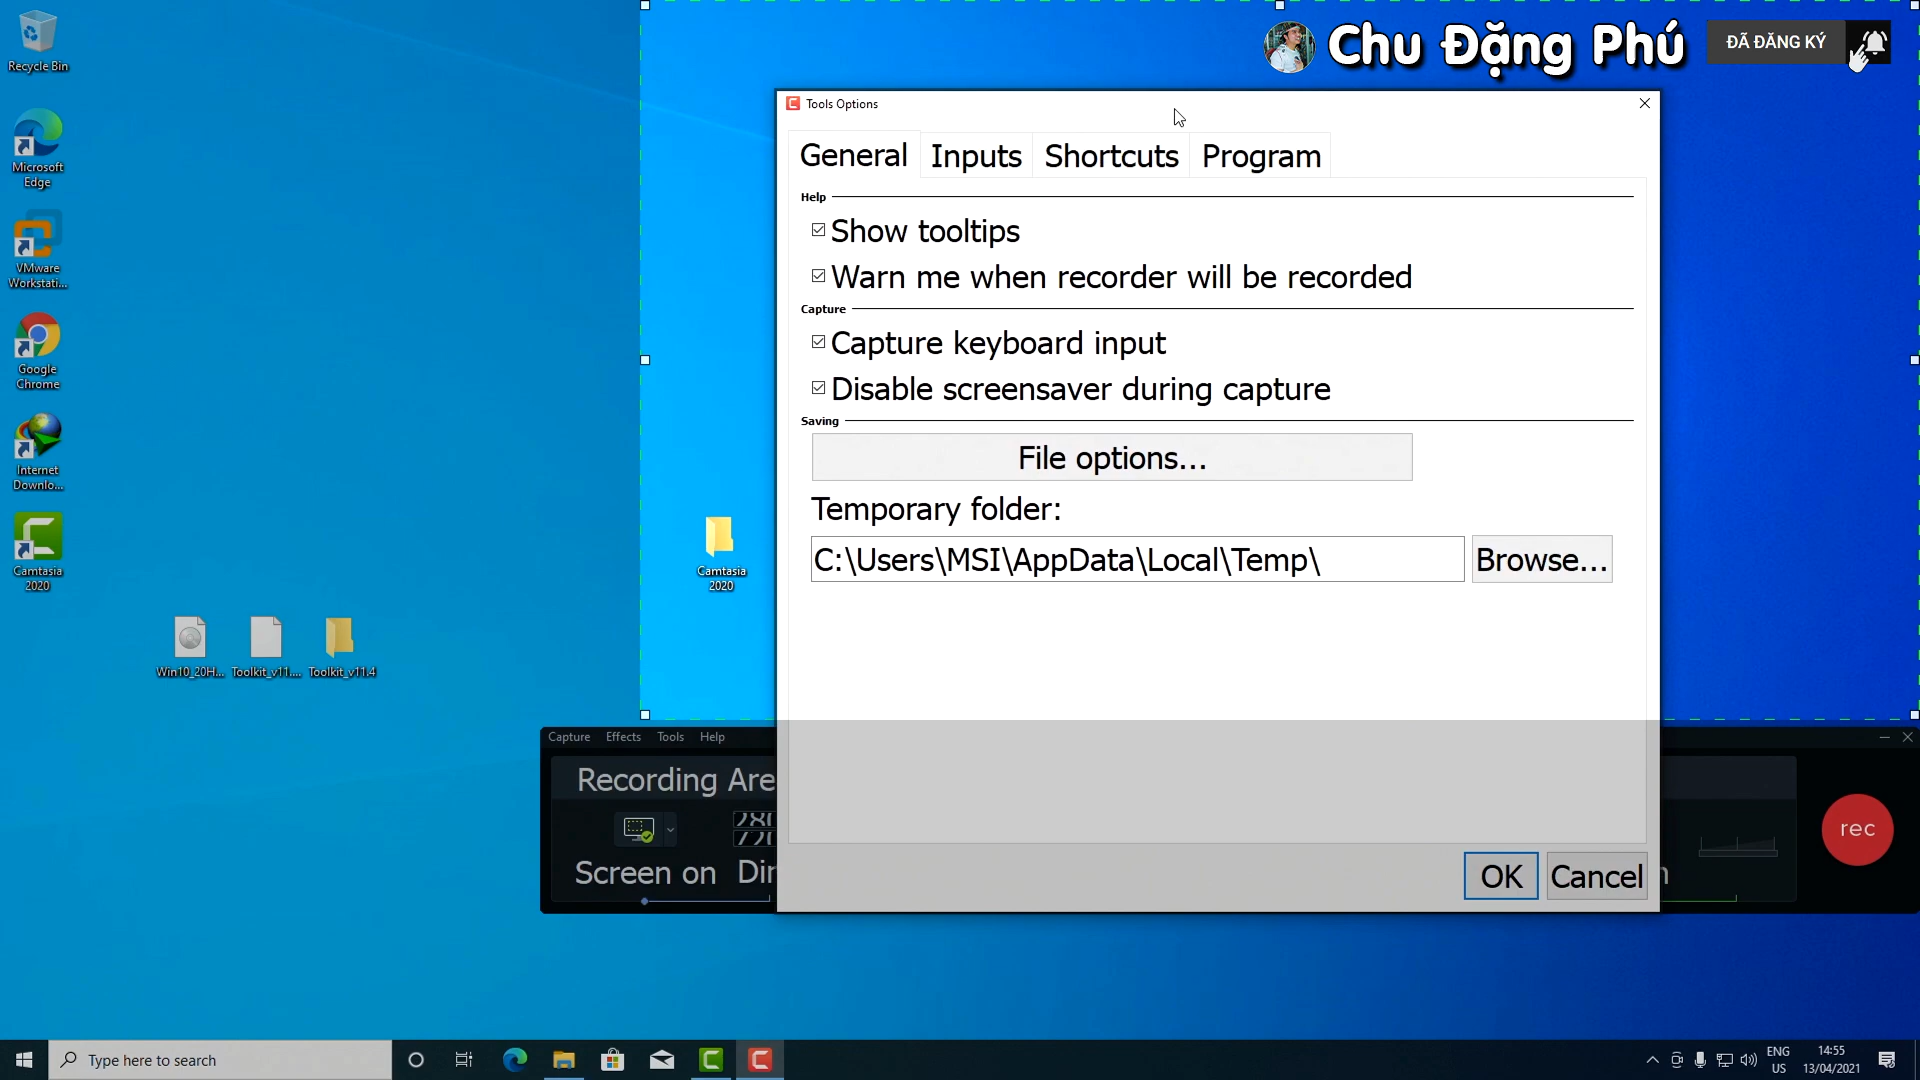 Recycle Bin
Microsoft
Edge
VMware
Workstati...
Google
Chrome
Internet
Downlo...
Camtasia
2020
Win10_20H...
Toolkit_v11....
Toolkit_v11.4
Camtasia
2020
Chu Đặng Phú
ĐÃ ĐĂNG KÝ
Tools Options
General
Inputs
Shortcuts
Program
Help
Show tooltips
Warn me when recorder will be recorded
Capture
Capture keyboard input
Disable screensaver during capture
Saving
File options...
Temporary folder:
C:\Users\MSI\AppData\Local\Temp\
Browse...
OK
Cancel
Capture
Effects
Tools
Help
Recording Are
Screen on
rec
Type here to search
ENG
US
14:55
13/04/2021